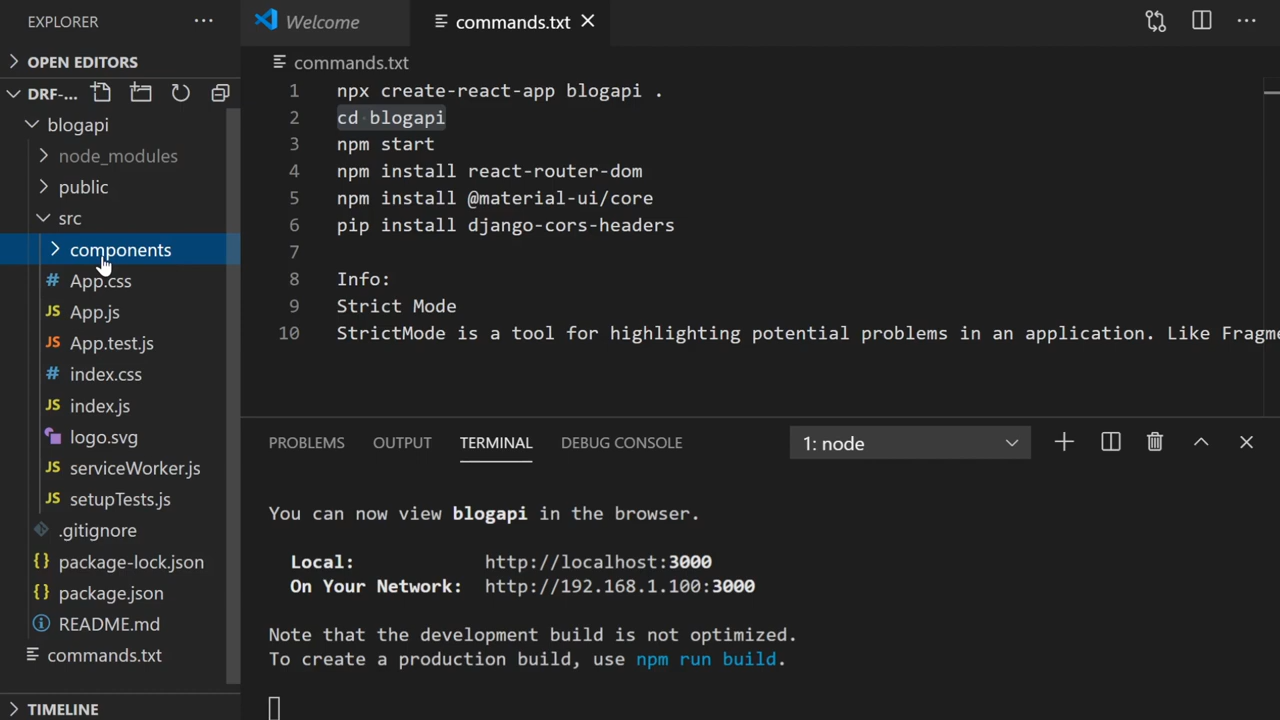 EXPLORER
OPEN EDITORS
DRF-...
blogapi
node_modules
public
src
components
App.css
App.js
App.test.js
index.css
index.js
logo.svg
serviceWorker.js
setupTests.js
.gitignore
package-lock.json
package.json
README.md
commands.txt
TIMELINE
Welcome
commands.txt
commands.txt
1 npx create-react-app blogapi .
2 cd blogapi
3 npm start
4 npm install react-router-dom
5 npm install @material-ui/core
6 pip install django-cors-headers
7
8 Info:
9 Strict Mode
10 StrictMode is a tool for highlighting potential problems in an application. Like Fragme
PROBLEMS OUTPUT TERMINAL DEBUG CONSOLE 1: node
You can now view blogapi in the browser.
Local: http://localhost:3000
On Your Network: http://192.168.1.100:3000
Note that the development build is not optimized.
To create a production build, use npm run build.